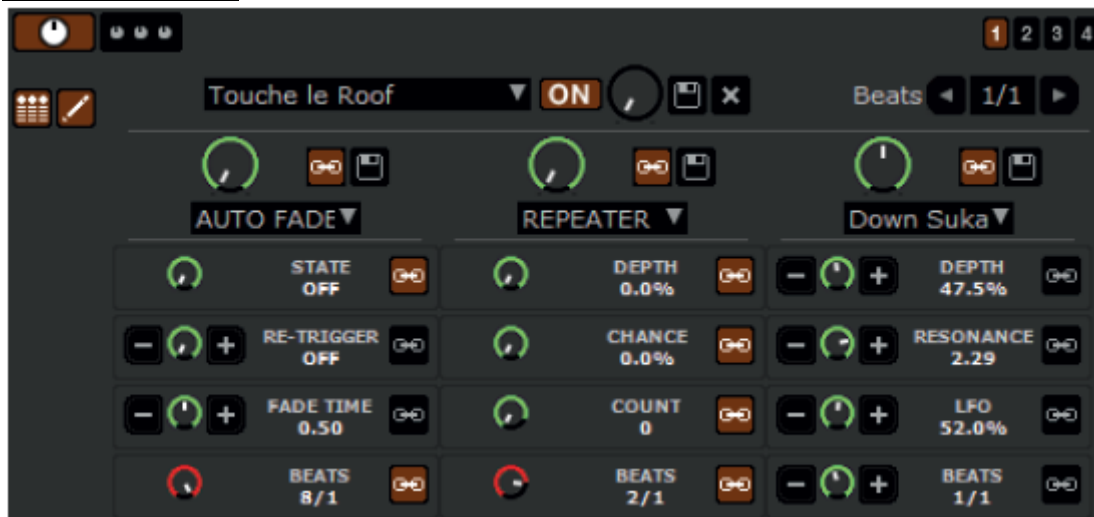 1 2 3 4
Touche le Roof ON Beats 1/1
AUTO FADE REPEATER Down Suka
STATE DEPTH DEPTH
OFF 0.0% 47.5%
RE-TRIGGER CHANCE RESONANCE
OFF 0.0% 2.29
FADE TIME COUNT LFO
0.50 0 52.0%
BEATS BEATS BEATS
8/1 2/1 1/1